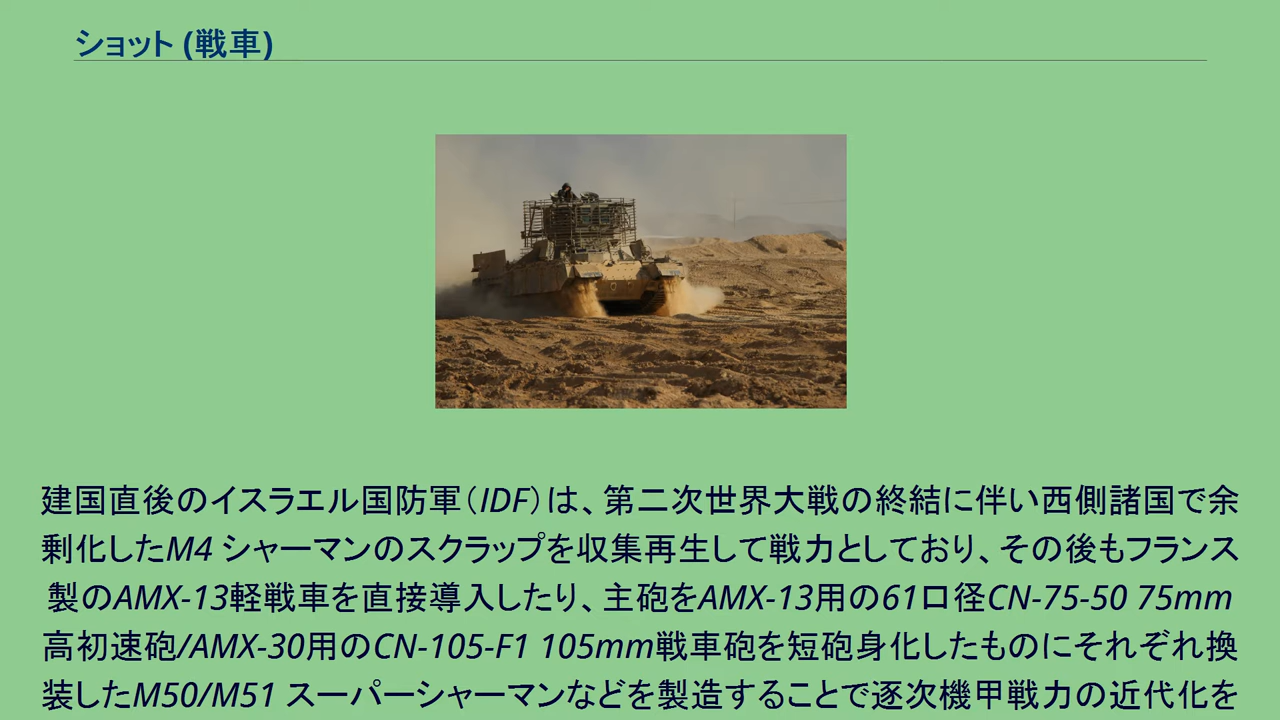 ショット (戦車)
建国直後のイスラエル国防軍（IDF）は、第二次世界大戦の終結に伴い西側諸国で余
剰化したM4 シャーマンのスクラップを収集再生して戦力としており、その後もフランス
製のAMX-13軽戦車を直接導入したり、主砲をAMX-13用の61口径CN-75-50 75mm
高初速砲/AMX-30用のCN-105-F1 105mm戦車砲を短砲身化したものにそれぞれ換
装したM50/M51 スーパーシャーマンなどを製造することで逐次機甲戦力の近代化を